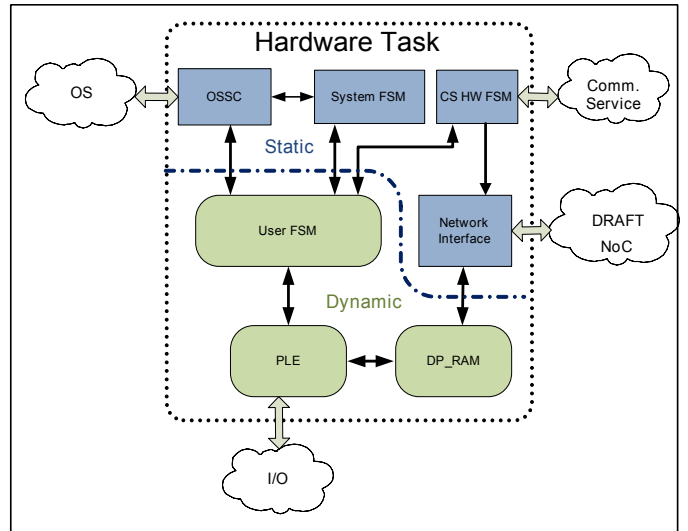 Hardware Task
OS
OSSC
System FSM
CS HW FSM
Comm.
Service
Static
User FSM
Network
Interface
DRAFT
NoC
Dynamic
PLE
DP_RAM
I/O